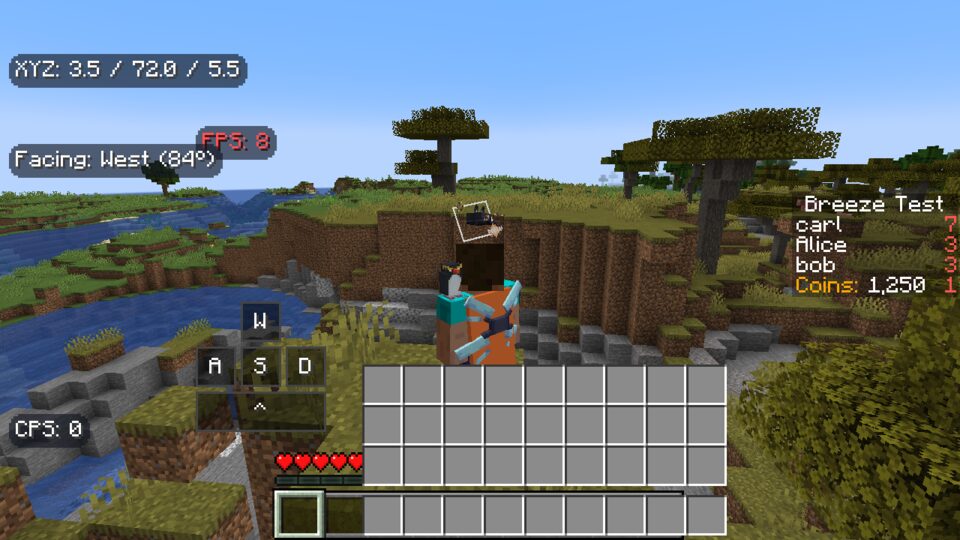 XYZ: 3.5 / 72.0 / 5.5
FPS: 8
Facing: West (84°)
Breeze Test
carl 7
Alice 3
bob 3
Coins: 1,250 1
W
A S D
^
CPS: 0